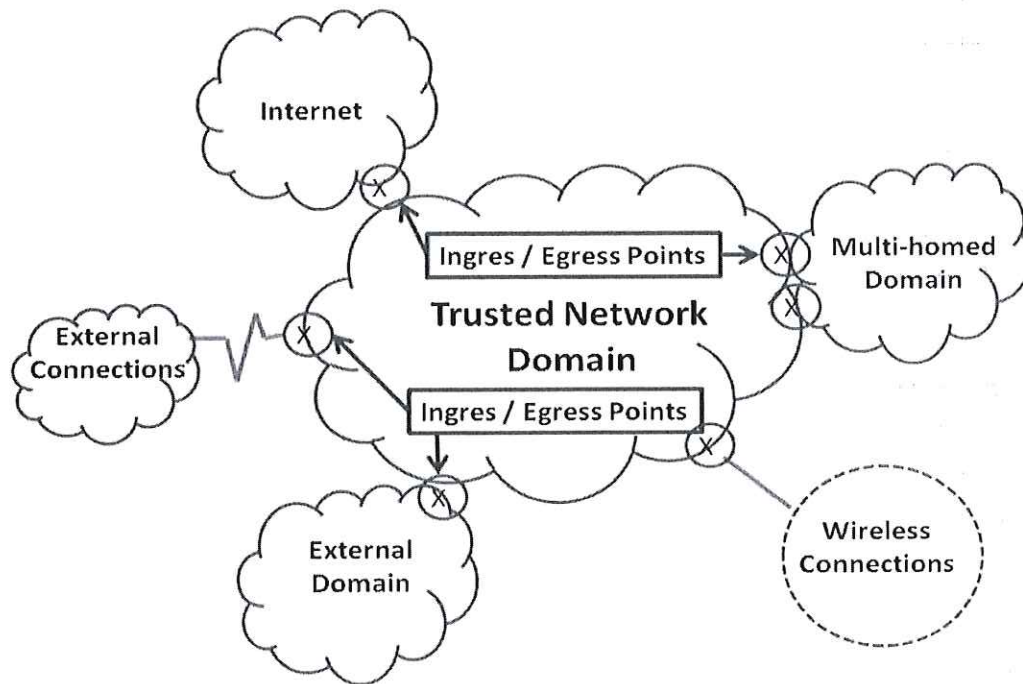 Internet
X
Ingres / Egress Points
X
Multi-homed
Domain
X
Trusted Network
Domain
External
Connections
X
Ingres / Egress Points
X
X
External
Domain
Wireless
Connections